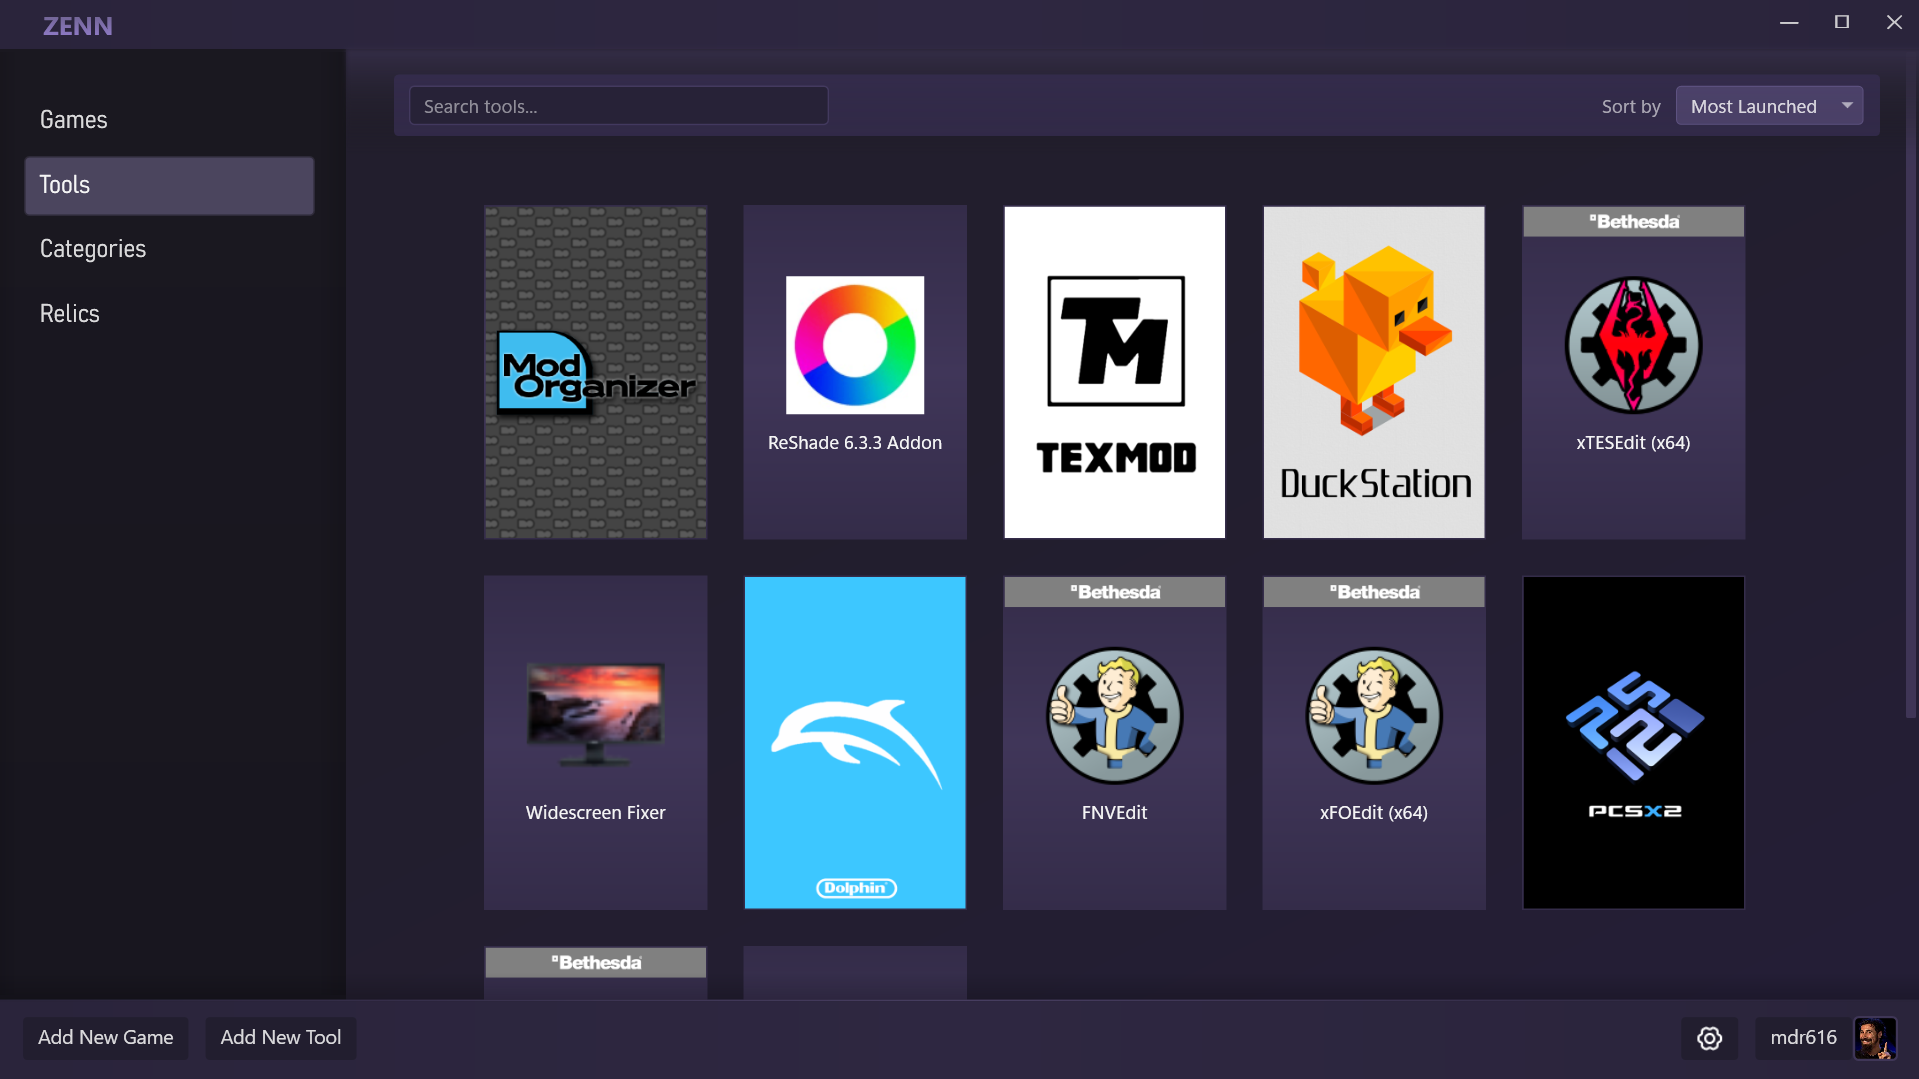 ZENN
Games
Tools
Categories
Relics
Search tools...
Sort by
Most Launched
Mod
Organizer
ReShade 6.3.3 Addon
TM
TEXMOD
DuckStation
Bethesda
xTESEdit (x64)
Widescreen Fixer
Dolphin
Bethesda
FNVEdit
Bethesda
xFOEdit (x64)
PCSX2
Bethesda
Add New Game
Add New Tool
mdr616